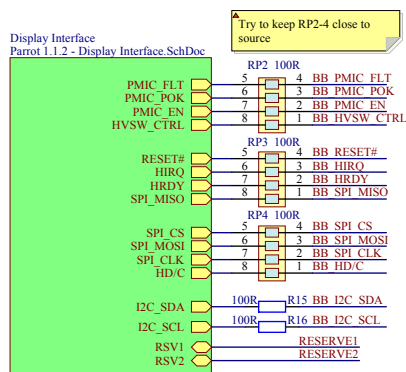 Try to keep RP2-4 close to
source
Display Interface
Parrot 1.1.2 - Display Interface.SchDoc
RP2 100R
PMIC_FLT 5 4 BB_PMIC_FLT
PMIC_POK 6 3 BB_PMIC_POK
PMIC_EN 7 2 BB_PMIC_EN
HVSW_CTRL 8 1 BB_HVSW_CTRL
RP3 100R
RESET# 5 4 BB_RESET#
HIRQ 6 3 BB_HIRQ
HRDY 7 2 BB_HRDY
SPI_MISO 8 1 BB_SPI_MISO
RP4 100R
SPI_CS 5 4 BB_SPI_CS
SPI_MOSI 6 3 BB_SPI_MOSI
SPI_CLK 7 2 BB_SPI_CLK
HD/C 8 1 BB_HD/C
I2C_SDA 100R R15 BB_I2C_SDA
I2C_SCL 100R R16 BB_I2C_SCL
RSV1 RESERVE1
RSV2 RESERVE2